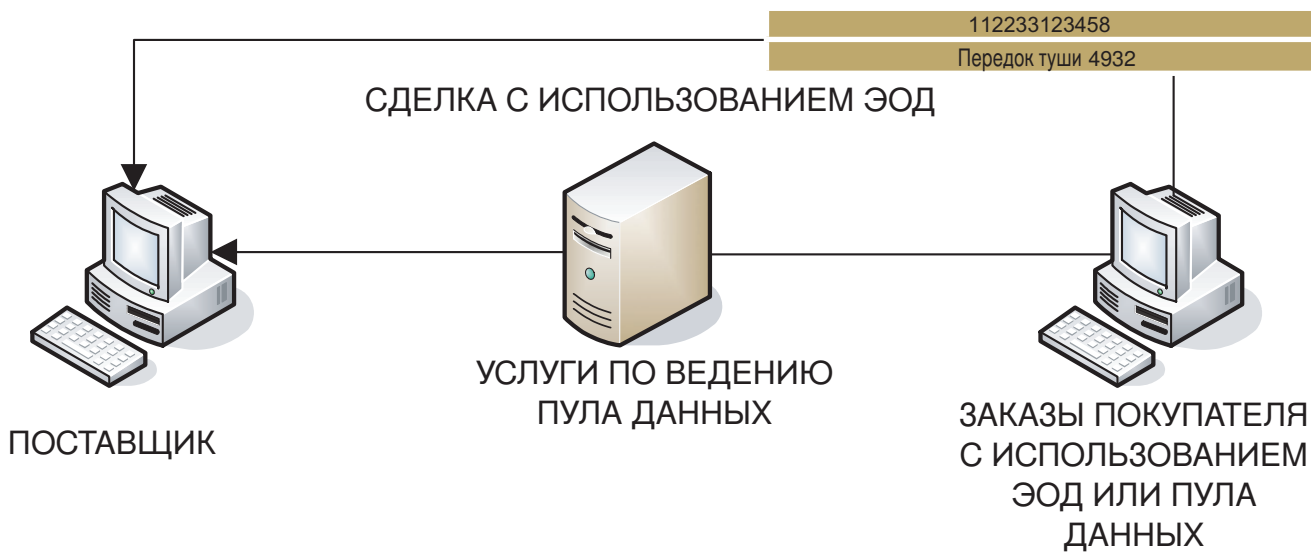 112233123458
Передок туши 4932
СДЕЛКА С ИСПОЛЬЗОВАНИЕМ ЭОД
УСЛУГИ ПО ВЕДЕНИЮ
ПУЛА ДАННЫХ
ПОСТАВЩИК
ЗАКАЗЫ ПОКУПАТЕЛЯ
С ИСПОЛЬЗОВАНИЕМ
ЭОД ИЛИ ПУЛА
ДАННЫХ